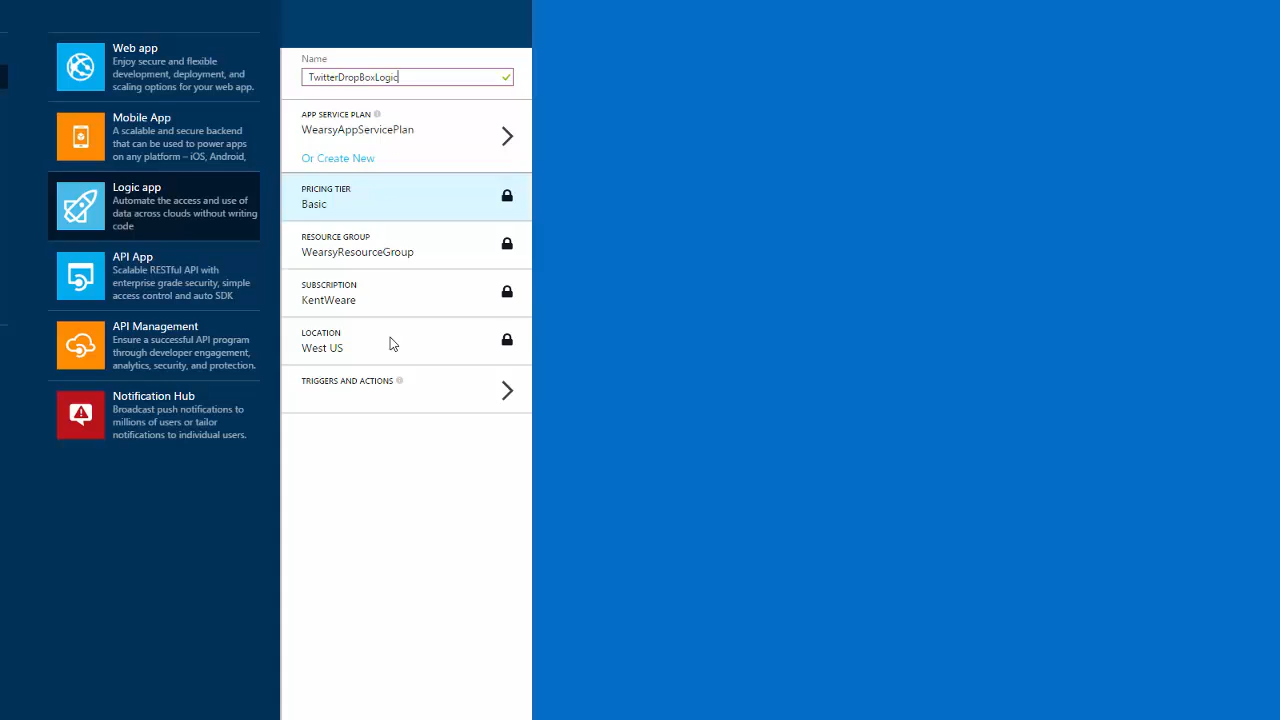 Web app
Enjoy secure and flexible
development, deployment, and
scaling options for your web app.
Mobile App
A scalable and secure backend
that can be used to power apps
on any platform – iOS, Android,
Logic app
Automate the access and use of
data across clouds without writing
code
API App
Scalable RESTful API with
enterprise grade security, simple
access control and auto SDK
API Management
Ensure a successful API program
through developer engagement,
analytics, security, and protection.
Notification Hub
Broadcast push notifications to
millions of users or tailor
notifications to individual users.
Name
TwitterDropBoxLogic
APP SERVICE PLAN
WearsyAppServicePlan
Or Create New
PRICING TIER
Basic
RESOURCE GROUP
WearsyResourceGroup
SUBSCRIPTION
KentWeare
LOCATION
West US
TRIGGERS AND ACTIONS